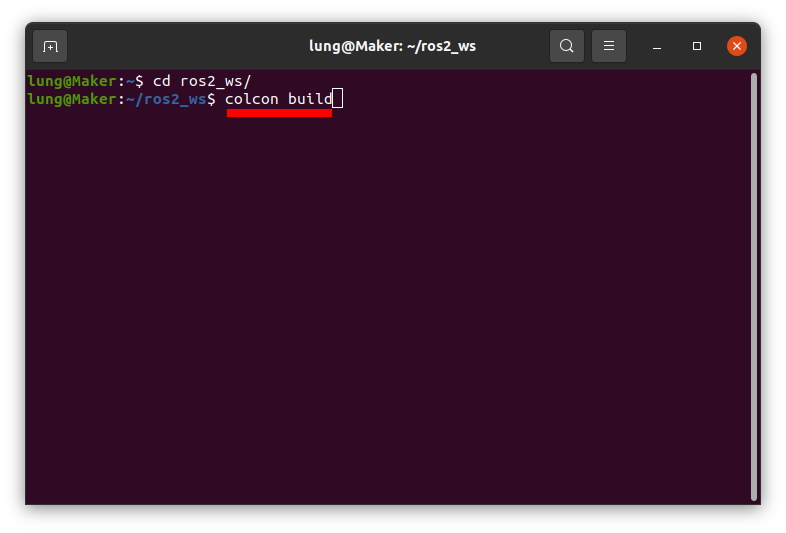 lung@Maker: ~/ros2_ws
lung@Maker:~$ cd ros2_ws/
lung@Maker:~/ros2_ws$ colcon build